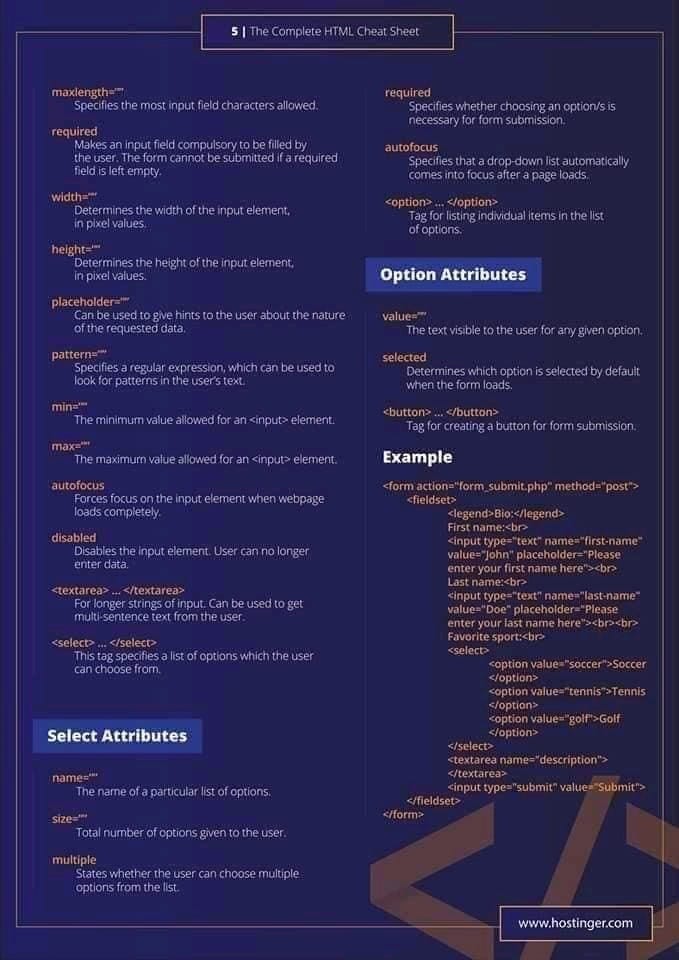 5 | The Complete HTML Cheat Sheet
maxlength=""
Specifies the most input field characters allowed.
required
Makes an input field compulsory to be filled by
the user. The form cannot be submitted if a required
field is left empty.
width=""
Determines the width of the input element,
in pixel values.
height=""
Determines the height of the input element,
in pixel values.
placeholder=""
Can be used to give hints to the user about the nature
of the requested data.
pattern=""
Specifies a regular expression, which can be used to
look for patterns in the user's text.
min=""
The minimum value allowed for an <input> element.
max=""
The maximum value allowed for an <input> element.
autofocus
Forces focus on the input element when webpage
loads completely.
disabled
Disables the input element. User can no longer
enter data.
<textarea> ... </textarea>
For longer strings of input. Can be used to get
multi-sentence text from the user.
<select> ... </select>
This tag specifies a list of options which the user
can choose from.
Select Attributes
name=""
The name of a particular list of options.
size=""
Total number of options given to the user.
multiple
States whether the user can choose multiple
options from the list.
required
Specifies whether choosing an option/s is
necessary for form submission.
autofocus
Specifies that a drop-down list automatically
comes into focus after a page loads.
<option> ... </option>
Tag for listing individual items in the list
of options.
Option Attributes
value=""
The text visible to the user for any given option.
selected
Determines which option is selected by default
when the form loads.
<button> ... </button>
Tag for creating a button for form submission.
Example
<form action="form_submit.php" method="post">
<fieldset>
<legend>Bio:</legend>
First name:<br>
<input type="text" name="first-name"
value="John" placeholder="Please
enter your first name here"><br>
Last name:<br>
<input type="text" name="last-name"
value="Doe" placeholder="Please
enter your last name here"><br><br>
Favorite sport:<br>
<select>
<option value="soccer">Soccer
</option>
<option value="tennis">Tennis
</option>
<option value="golf">Golf
</option>
</select>
<textarea name="description">
</textarea>
<input type="submit" value="Submit">
</fieldset>
</form>
www.hostinger.com